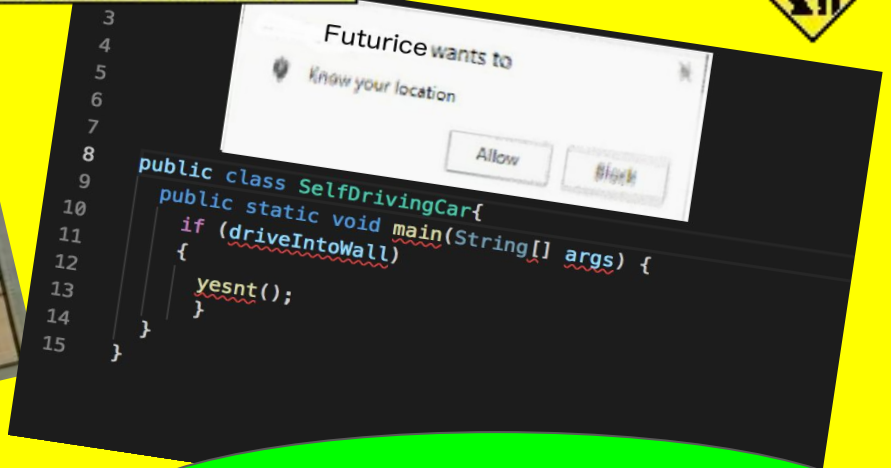 Futurice wants to
Know your location
Allow
Block
3
4
5
6
7
8 public class SelfDrivingCar{
9 public static void main(String[] args) {
10 if (driveIntoWall)
11 {
12
13 yesnt();
14 }
15 }
}